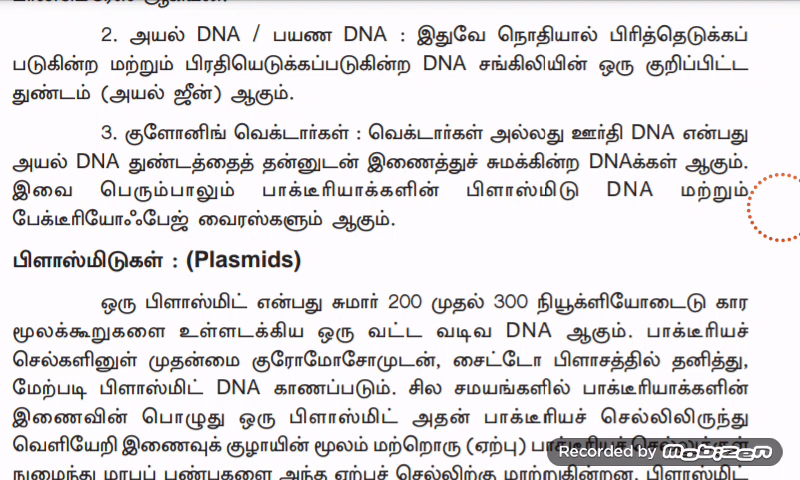 2. அயல் DNA / பயண DNA : இதுவே நொதியால் பிரித்தெடுக்கப்
படுகின்ற மற்றும் பிரதியெடுக்கப்படுகின்ற DNA சங்கிலியின் ஒரு குறிப்பிட்ட
துண்டம் (அயல் ஜீன்) ஆகும்.
3. குளோனிங் வெக்டார்கள் : வெக்டார்கள் அல்லது ஊர்தி DNA என்பது
அயல் DNA துண்டத்தைத் தன்னுடன் இணைத்துச் சுமக்கின்ற DNAக்கள் ஆகும்.
இவை பெரும்பாலும் பாக்டீரியாக்களின் பிளாஸ்மிடு DNA மற்றும்
பேக்டீரியோஃபேஜ் வைரஸ்களும் ஆகும்.
பிளாஸ்மிடுகள் : (Plasmids)
ஒரு பிளாஸ்மிட் என்பது சுமார் 200 முதல் 300 நியூக்ளியோடைடு கார
மூலக்கூறுகளை உள்ளடக்கிய ஒரு வட்ட வடிவ DNA ஆகும். பாக்டீரியச்
செல்களினுள் முதன்மை குரோமோசோமுடன், சைட்டோ பிளாசத்தில் தனித்து,
மேற்படி பிளாஸ்மிட் DNA காணப்படும். சில சமயங்களில் பாக்டீரியாக்களின்
இணைவின் பொழுது ஒரு பிளாஸ்மிட் அதன் பாக்டீரியச் செல்லிலிருந்து
வெளியேறி இணைவுக் குழாயின் மூலம் மற்றொரு (ஏற்பு) பாக்டீரியச் செல்லுக்குள்
நுழைந்து மரபுப் பண்புகளை அந்த ஏற்புச் செல்லிற்கு மாற்றுகின்றன. பிளாஸ்மிட்
Recorded by mobizen